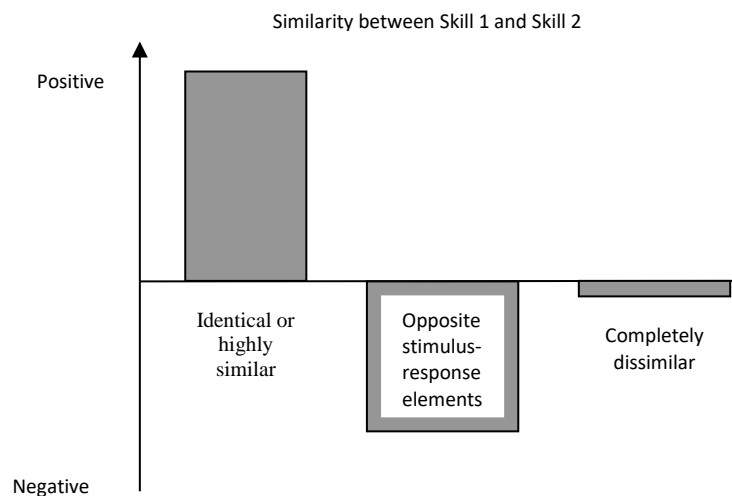 Similarity between Skill 1 and Skill 2
Positive
Identical or
highly
similar
Opposite
stimulus-
response
elements
Completely
dissimilar
Negative